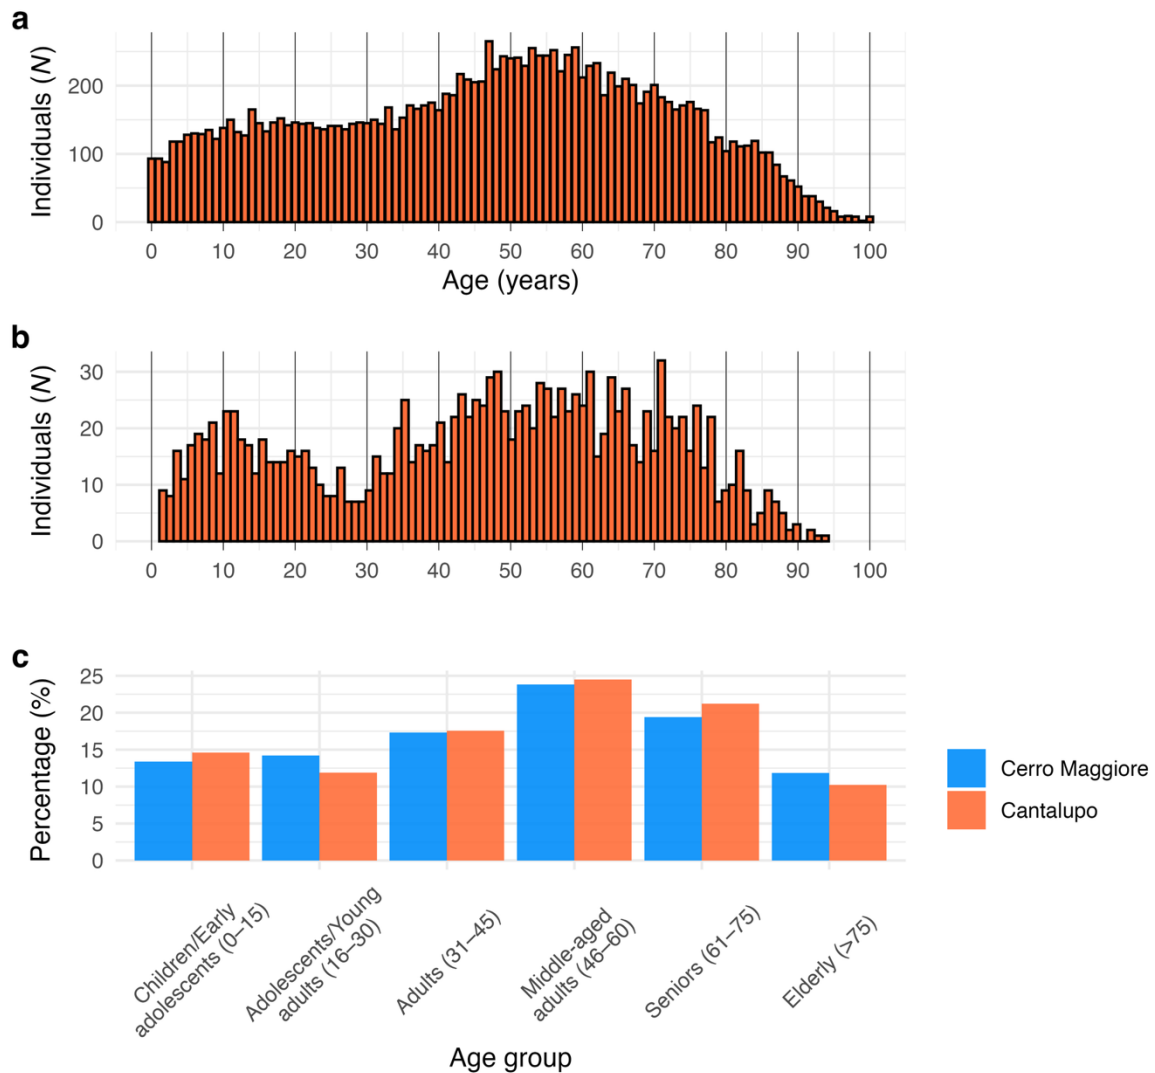 a
Individuals (N)
200
100
0
0 10 20 30 40 50 60 70 80 90 100
Age (years)
b
Individuals (N)
30
20
10
0
0 10 20 30 40 50 60 70 80 90 100
c
Percentage (%)
25
20
15
10
5
0
Children/Early
adolescents (0–15)
Adolescents/Young
adults (16–30)
Adults (31–45)
Middle-aged
adults (46–60)
Seniors (61–75)
Elderly (>75)
Age group
Cerro Maggiore
Cantalupo